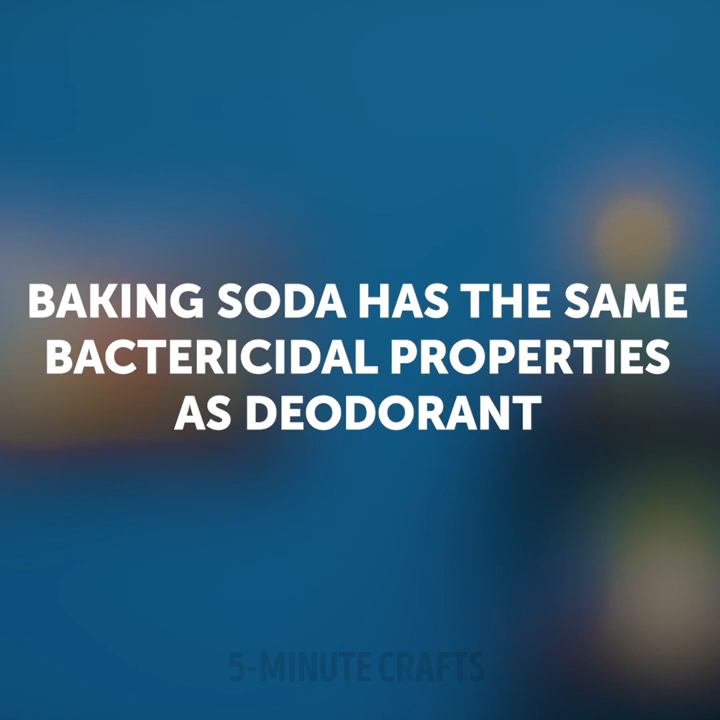 BAKING SODA HAS THE SAME
BACTERICIDAL PROPERTIES
AS DEODORANT
5-MINUTE CRAFTS